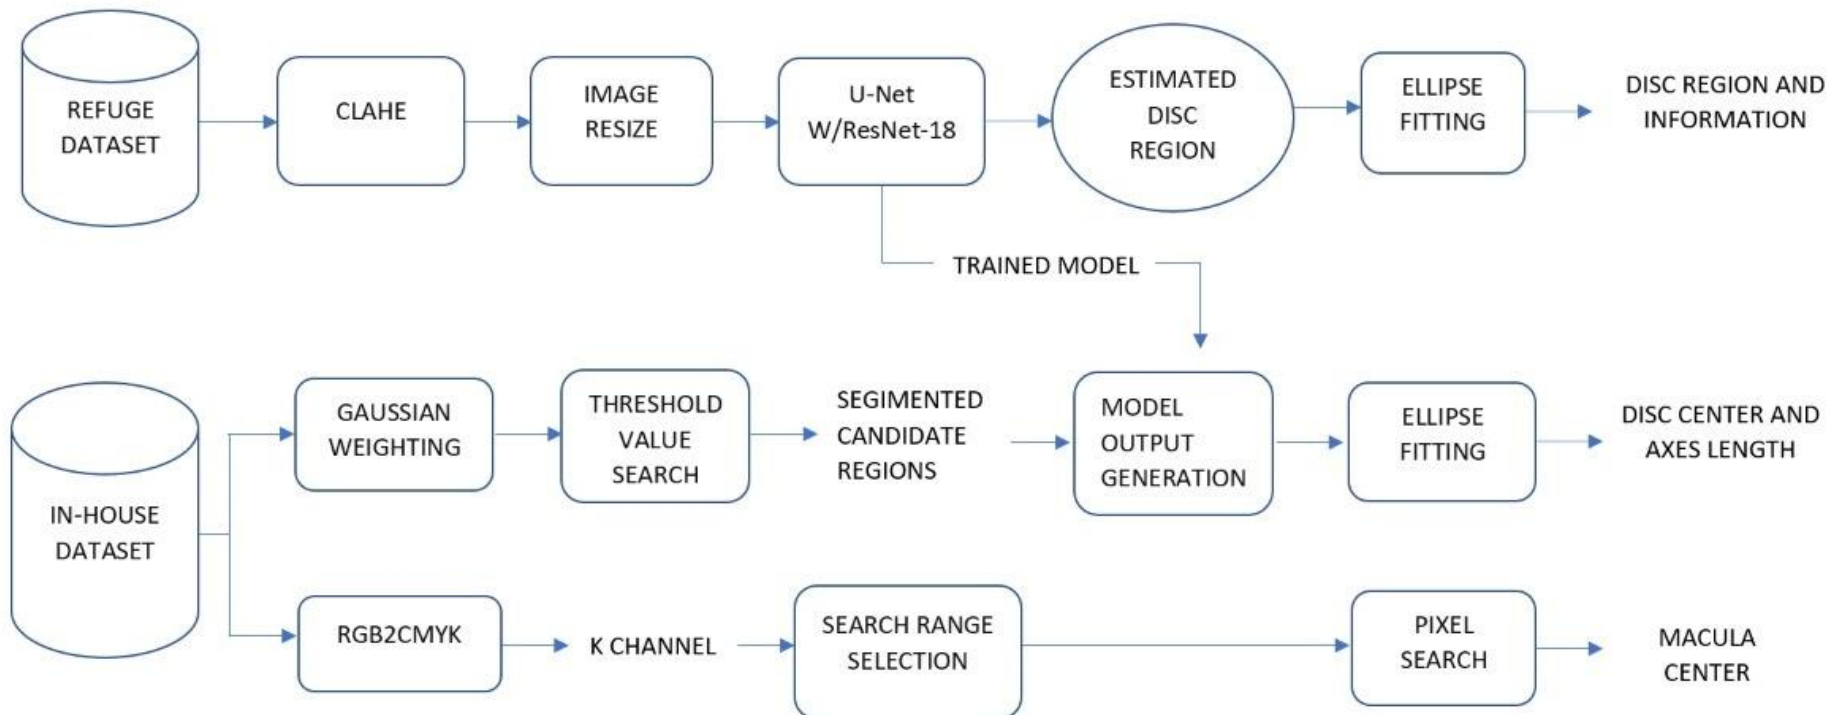 REFUGE
DATASET
CLAHE
IMAGE
RESIZE
U-Net
W/ResNet-18
ESTIMATED
DISC
REGION
ELLIPSE
FITTING
DISC REGION AND
INFORMATION
TRAINED MODEL
IN-HOUSE
DATASET
GAUSSIAN
WEIGHTING
THRESHOLD
VALUE
SEARCH
SEGIMENTED
CANDIDATE
REGIONS
MODEL
OUTPUT
GENERATION
ELLIPSE
FITTING
DISC CENTER AND
AXES LENGTH
RGB2CMYK
K CHANNEL
SEARCH RANGE
SELECTION
PIXEL
SEARCH
MACULA
CENTER